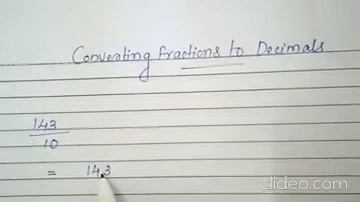 Converting fractions to Decimals
143
10
= 14.3
clideo.com